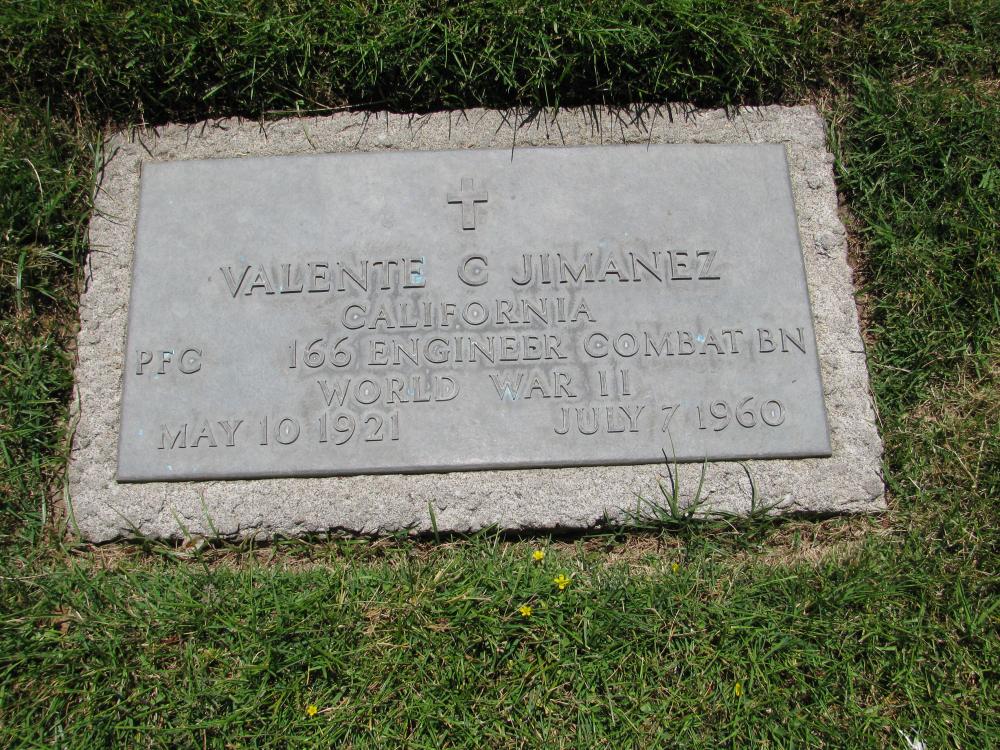 VALENTE C JIMANEZ
CALIFORNIA
PFC 166 ENGINEER COMBAT BN
WORLD WAR II
MAY 10 1921 JULY 7 1960